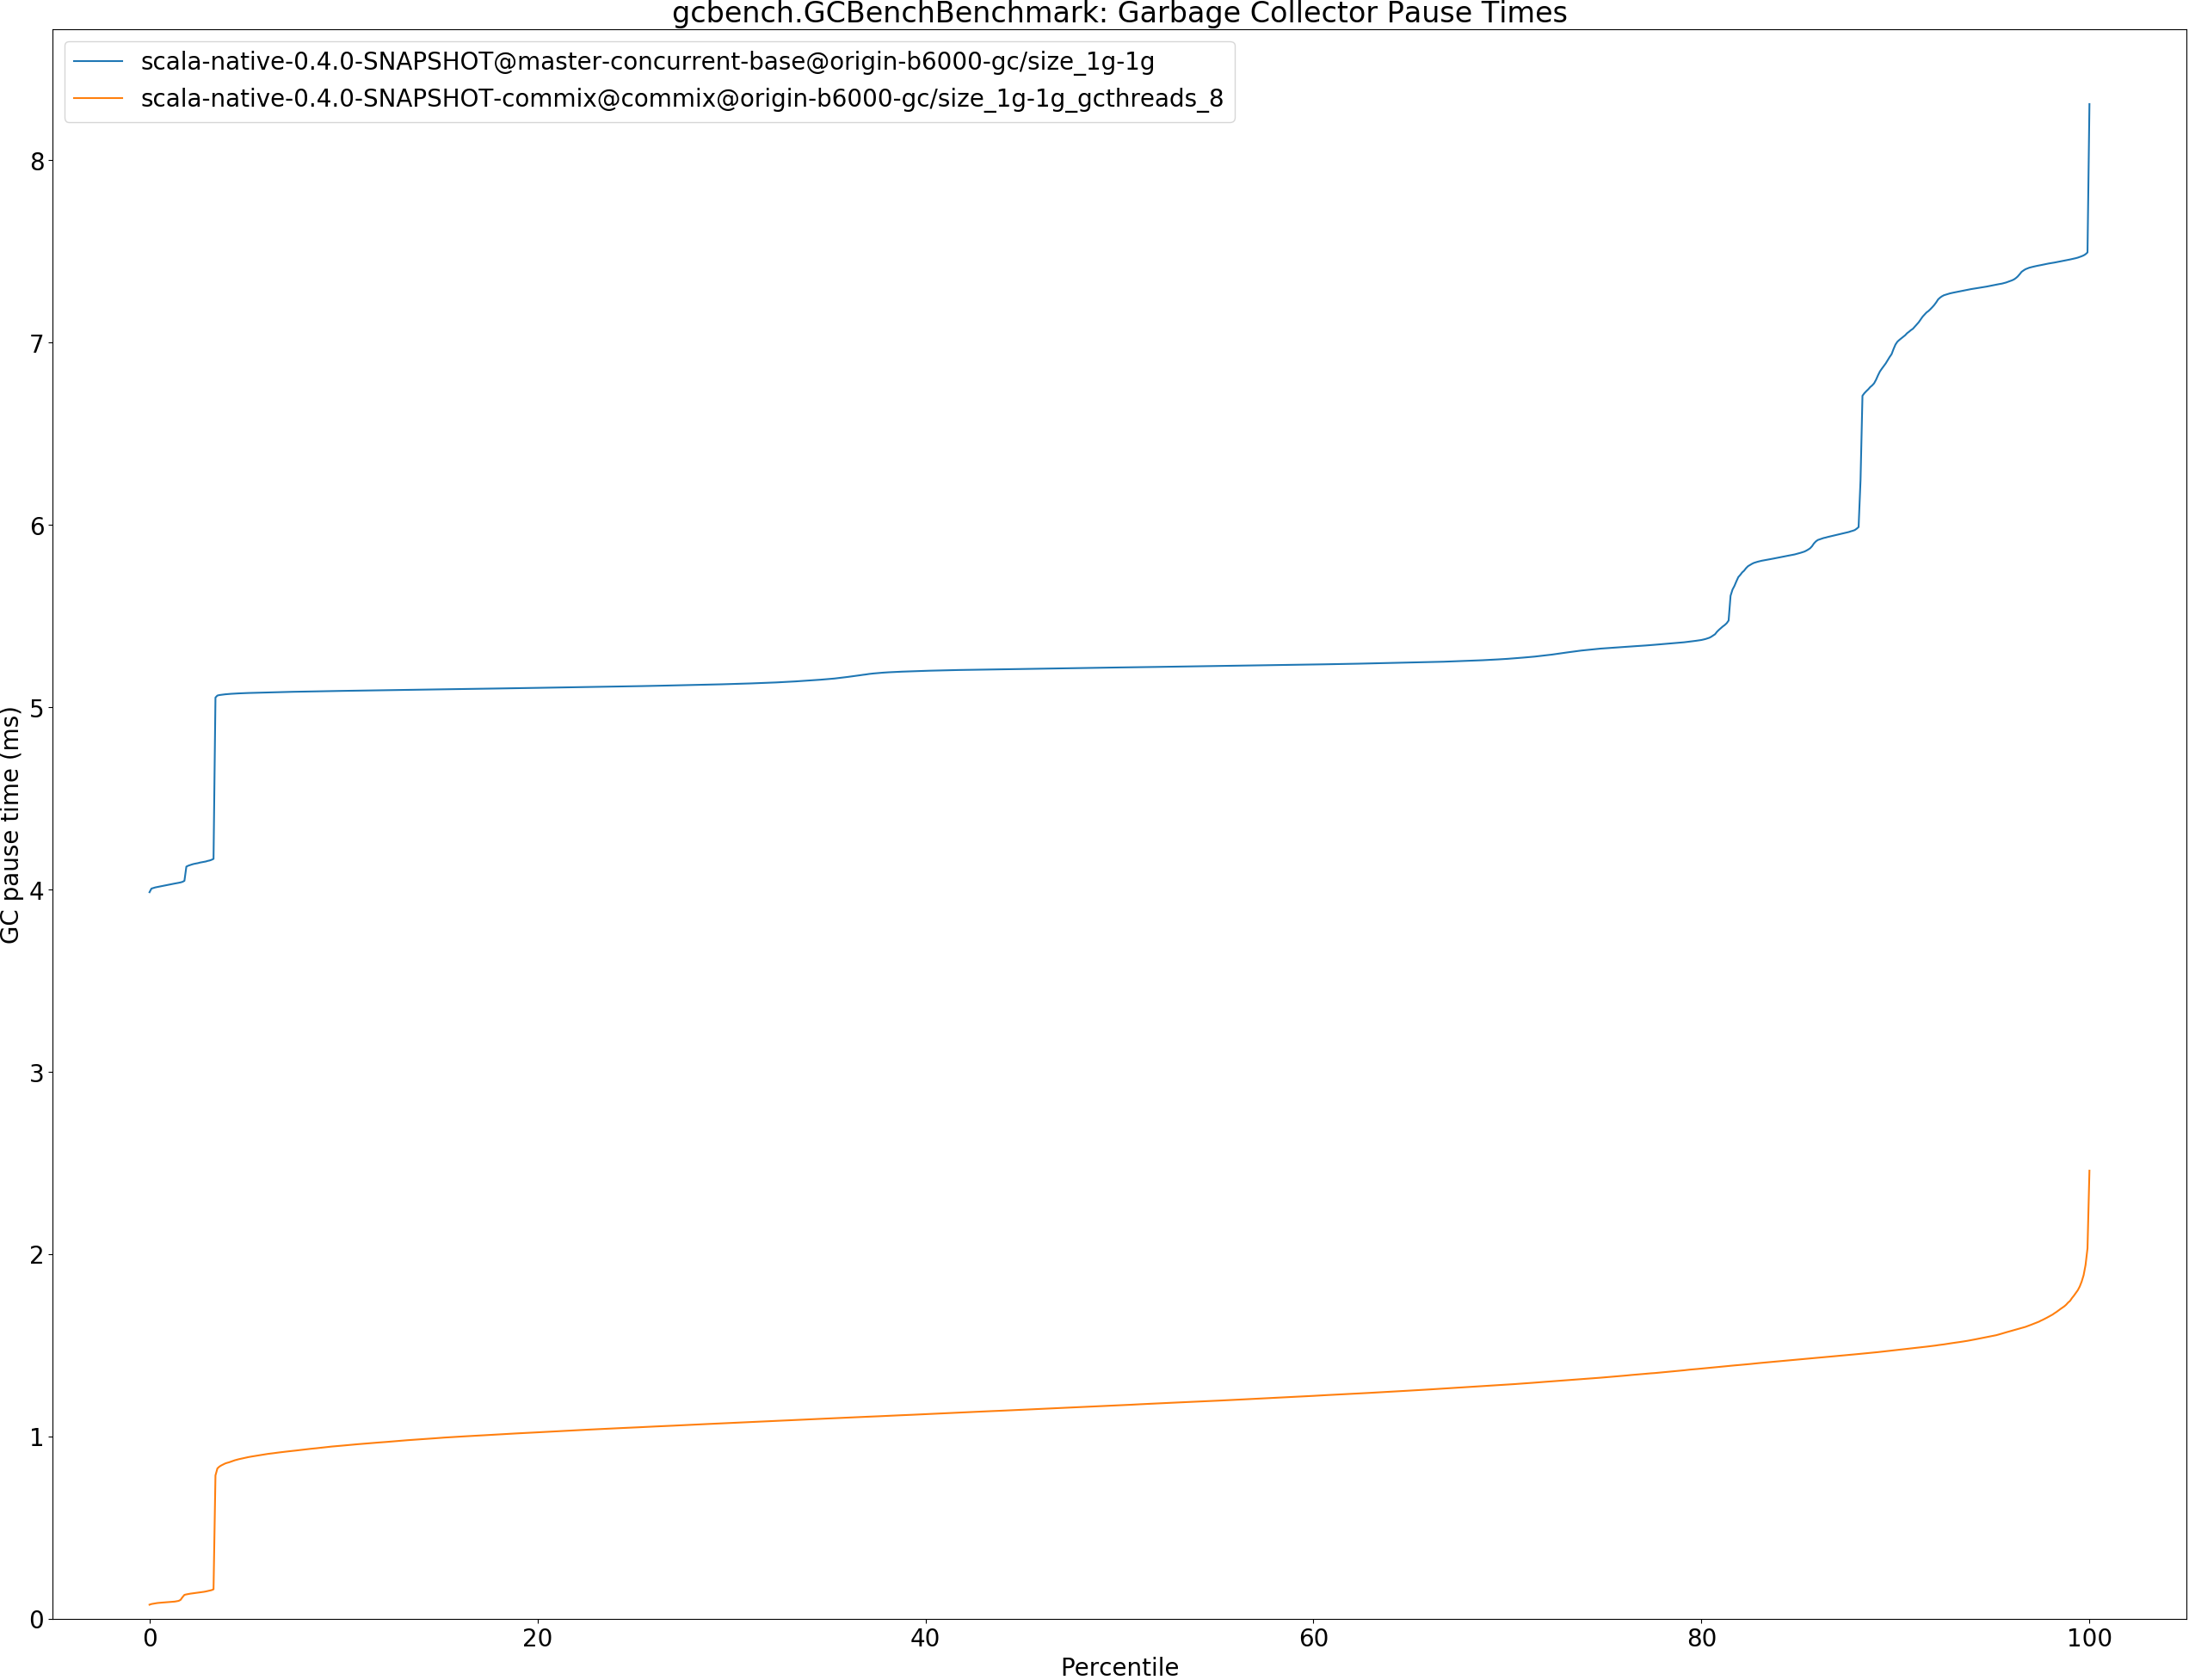 gcbench.GCBenchBenchmark: Garbage Collector Pause Times
scala-native-0.4.0-SNAPSHOT@master-concurrent-base@origin-b6000-gc/size_1g-1g
scala-native-0.4.0-SNAPSHOT-commix@commix@origin-b6000-gc/size_1g-1g_gcthreads_8
8
7
6
5
4
3
2
1
0
GC pause time (ms)
0 20 40 60 80 100
Percentile